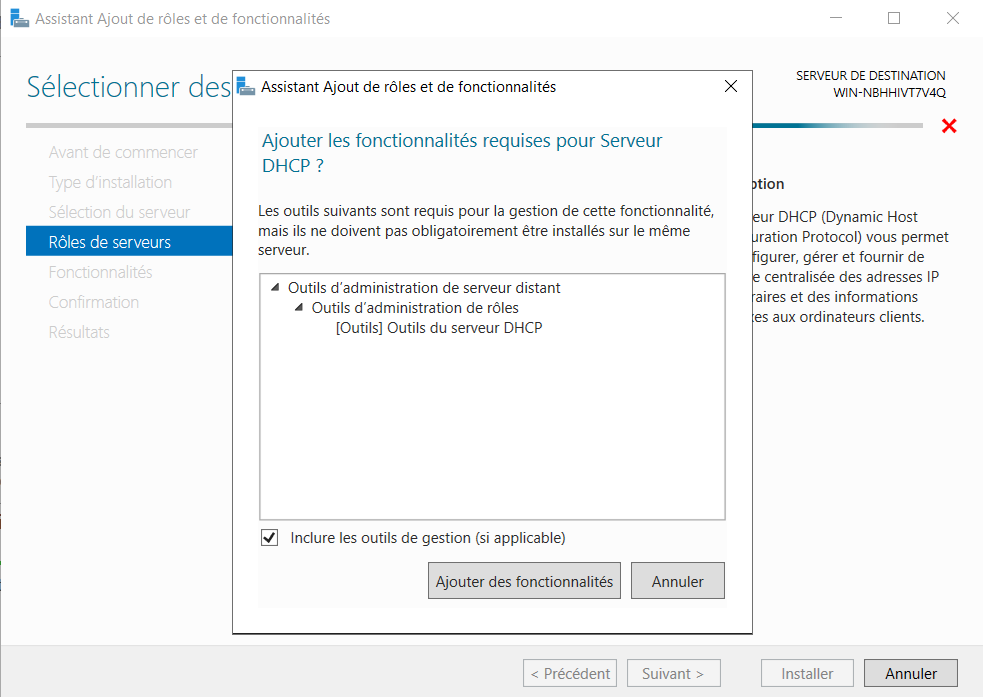 Assistant Ajout de rôles et de fonctionnalités
Sélectionner des
SERVEUR DE DESTINATION
WIN-NBHHIVT7V4Q
Avant de commencer
Type d’installation
Sélection du serveur
Rôles de serveurs
Fonctionnalités
Confirmation
Résultats
Assistant Ajout de rôles et de fonctionnalités
Ajouter les fonctionnalités requises pour Serveur
DHCP ?
Les outils suivants sont requis pour la gestion de cette fonctionnalité,
mais ils ne doivent pas obligatoirement être installés sur le même
serveur.
Outils d’administration de serveur distant
Outils d’administration de rôles
[Outils] Outils du serveur DHCP
Inclure les outils de gestion (si applicable)
Ajouter des fonctionnalités
Annuler
ption
eur DHCP (Dynamic Host
uration Protocol) vous permet
figurer, gérer et fournir de
e centralisée des adresses IP
raires et des informations
es aux ordinateurs clients.
< Précédent
Suivant >
Installer
Annuler